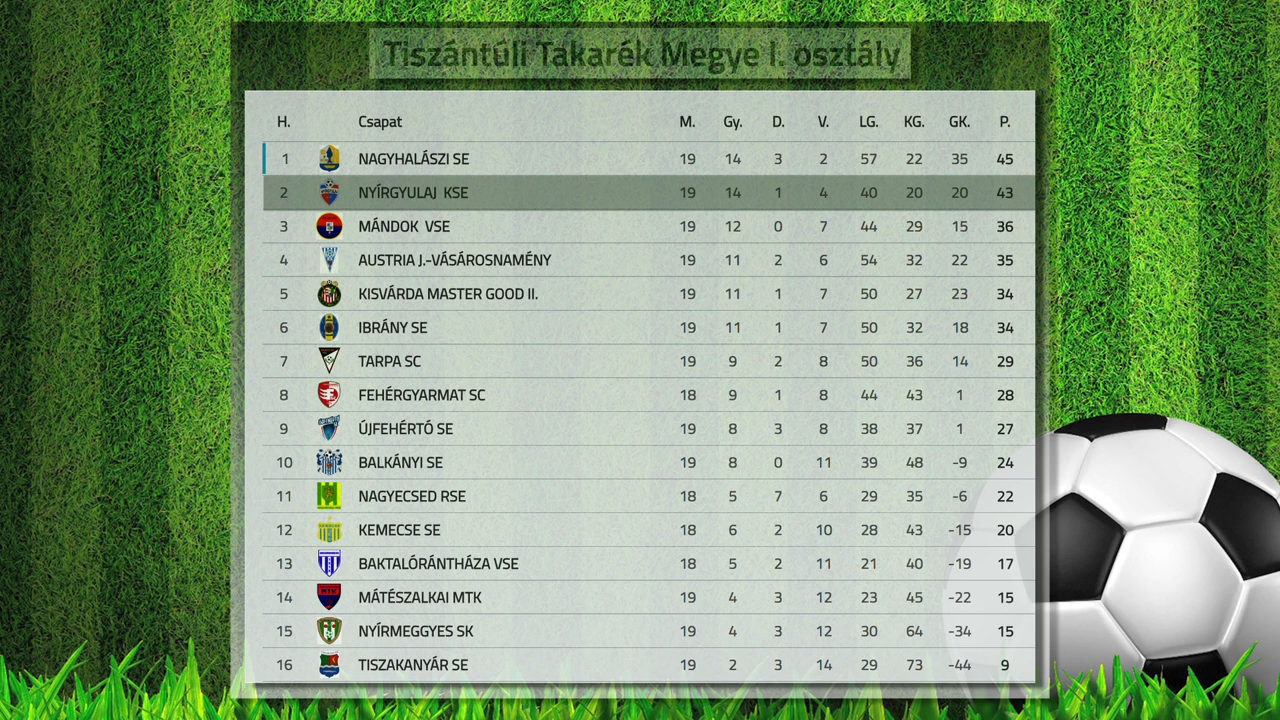 Tiszántúli Takarék Megye I. osztály
H. Csapat M. Gy. D. V. LG. KG. GK. P.
1 NAGYHALÁSZI SE 19 14 3 2 57 22 35 45
2 NYÍRGYULAJ KSE 19 14 1 4 40 20 20 43
3 MÁNDOK VSE 19 12 0 7 44 29 15 36
4 AUSTRIA J.-VÁSÁROSNAMÉNY 19 11 2 6 54 32 22 35
5 KISVÁRDA MASTER GOOD II. 19 11 1 7 50 27 23 34
6 IBRÁNY SE 19 11 1 7 50 32 18 34
7 TARPA SC 19 9 2 8 50 36 14 29
8 FEHÉRGYARMAT SC 18 9 1 8 44 43 1 28
9 ÚJFEHÉRTÓ SE 19 8 3 8 38 37 1 27
10 BALKÁNYI SE 19 8 0 11 39 48 -9 24
11 NAGYECSED RSE 18 5 7 6 29 35 -6 22
12 KEMECSE SE 18 6 2 10 28 43 -15 20
13 BAKTALÓRÁNTHÁZA VSE 18 5 2 11 21 40 -19 17
14 MÁTÉSZALKAI MTK 19 4 3 12 23 45 -22 15
15 NYÍRMEGGYES SK 19 4 3 12 30 64 -34 15
16 TISZAKANYÁR SE 19 2 3 14 29 73 -44 9